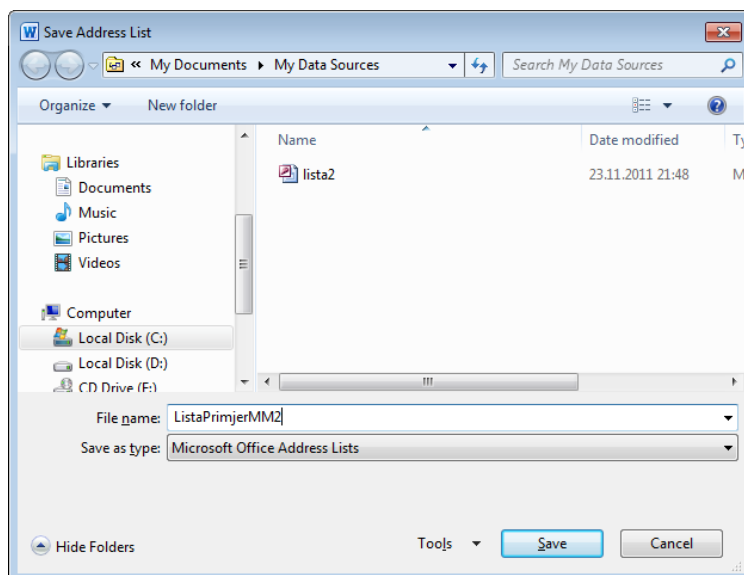 Save Address List
« My Documents ▸ My Data Sources
Search My Data Sources
Organize
New folder
Name
Date modified
Ty
Libraries
Documents
Music
Pictures
Videos
Computer
Local Disk (C:)
Local Disk (D:)
CD Drive (F:)
lista2
23.11.2011 21:48
M
File name: ListaPrimjerMM2
Save as type: Microsoft Office Address Lists
Hide Folders
Tools
Save
Cancel